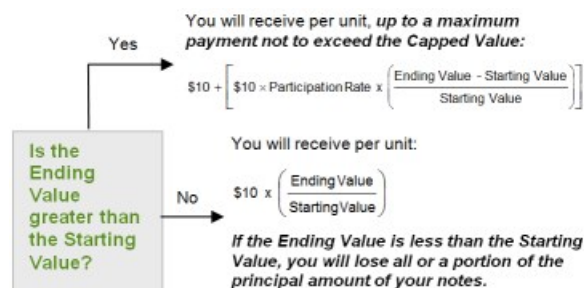 You will receive per unit, up to a maximum
payment not to exceed the Capped Value:
Yes
$10 + [ $10 × Participation Rate x ( Ending Value - Starting Value
Starting Value ) ]
Is the
Ending
Value
greater than
the Starting
Value?
You will receive per unit:
No
$10 x ( Ending Value
Starting Value )
If the Ending Value is less than the Starting
Value, you will lose all or a portion of the
principal amount of your notes.